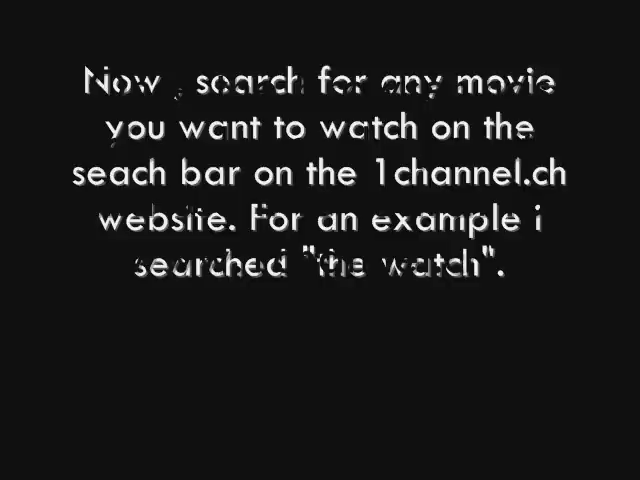 Now , search for any movie
you want to watch on the
seach bar on the 1channel.ch
website. For an example i
searched "the watch".